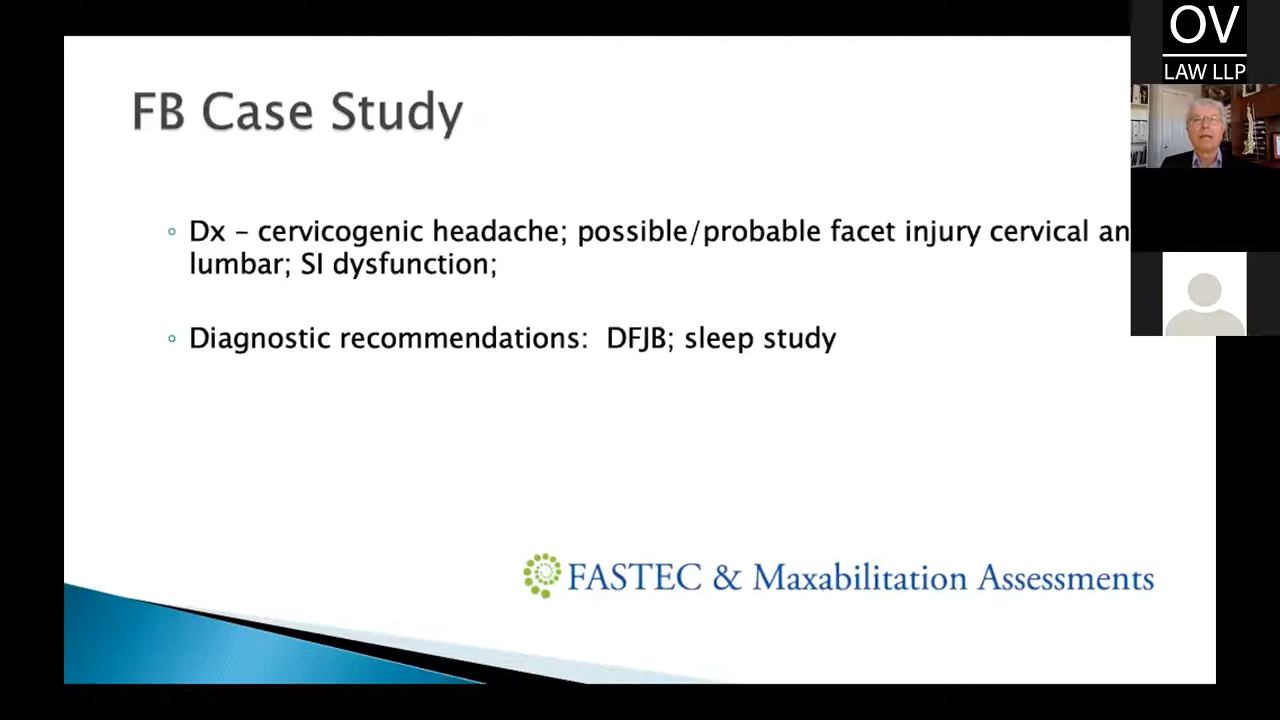 FB Case Study
Dx – cervicogenic headache; possible/probable facet injury cervical an
lumbar; SI dysfunction;
Diagnostic recommendations: DFJB; sleep study
FASTEC & Maxabilitation Assessments
OV
LAW LLP